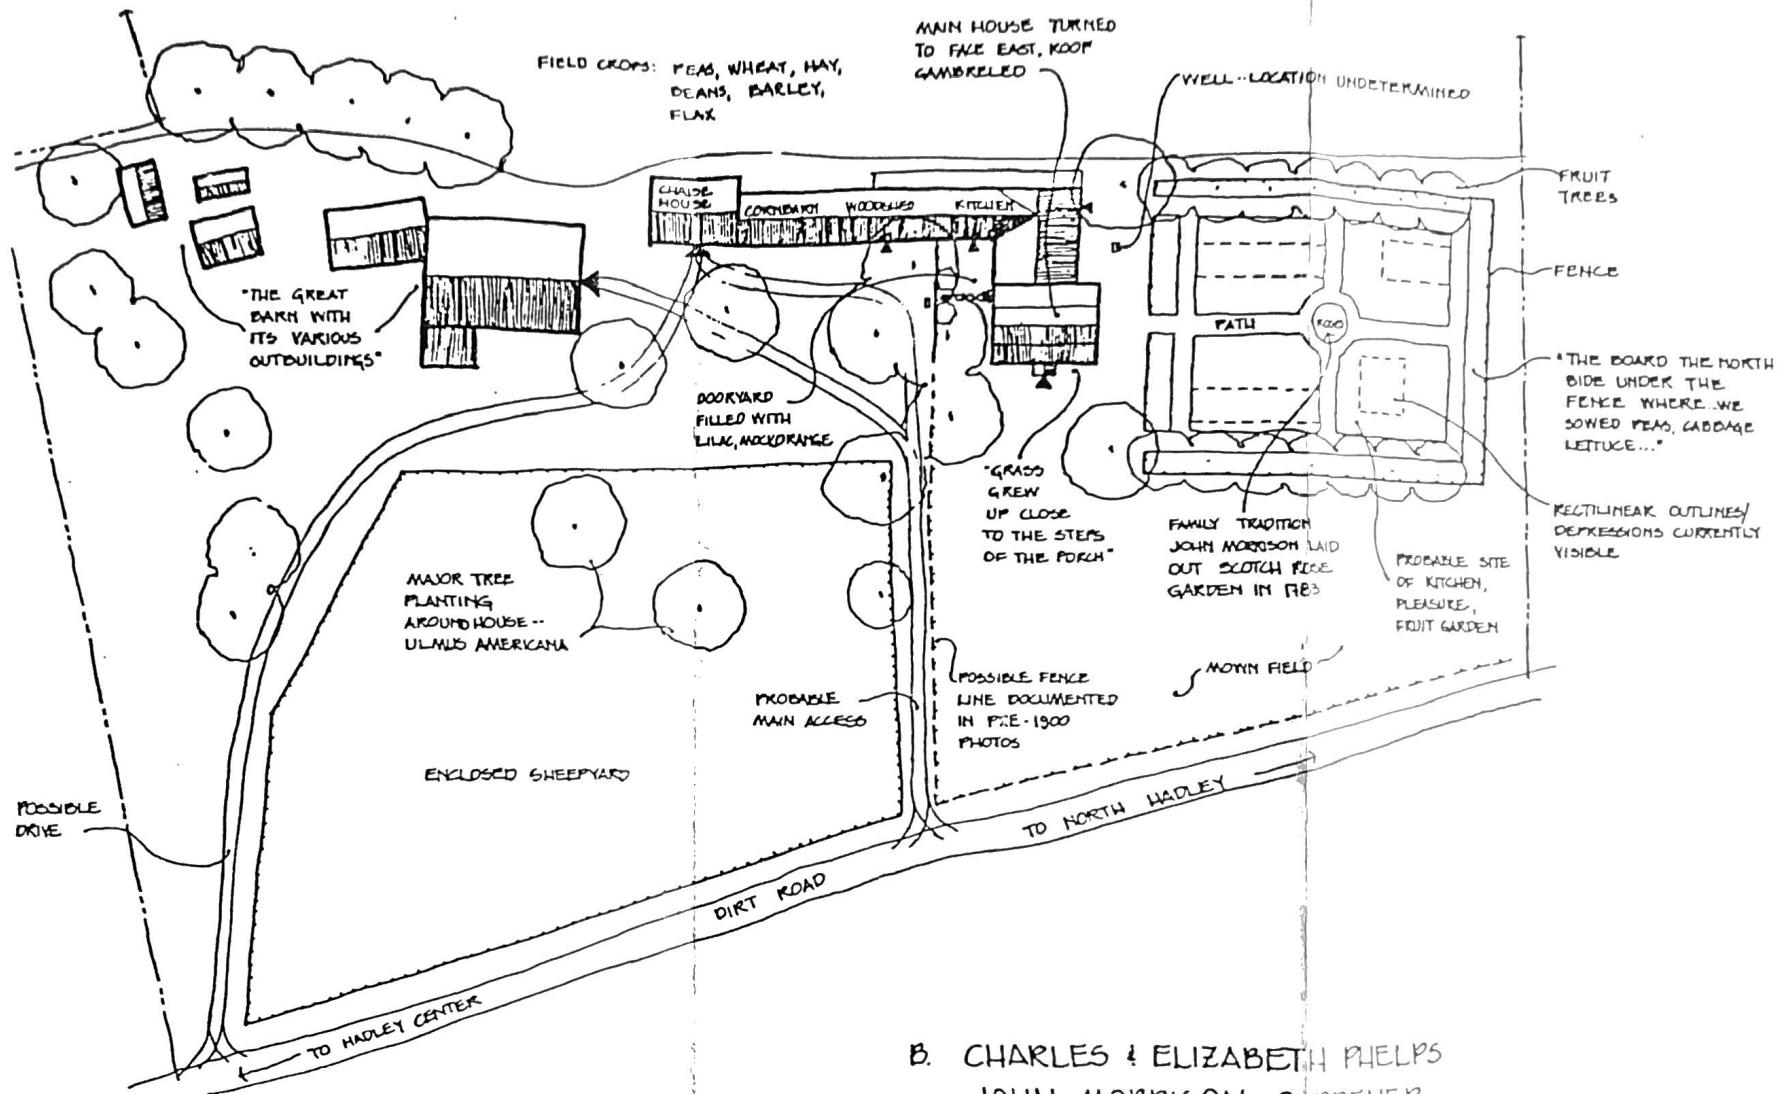 MAIN HOUSE TURNED
TO FACE EAST, ROOF
GAMBRELED
FIELD CROPS: PEAS, WHEAT, HAY,
BEANS, BARLEY,
FLAX
WELL--LOCATION UNDETERMINED
FRUIT
TREES
CHAISE
HOUSE
CORNBARN
WOODSHED
KITCHEN
FENCE
"THE GREAT
BARN WITH
ITS VARIOUS
OUTBUILDINGS"
PATH
ROSES
"THE BOARD THE NORTH
SIDE UNDER THE
FENCE WHERE..WE
SOWED PEAS, CABBAGE
LETTUCE..."
DOORYARD
FILLED WITH
LILAC, MOCKORANGE
"GRASS
GREW
UP CLOSE
TO THE STEPS
OF THE PORCH"
RECTILINEAR OUTLINES/
DEPRESSIONS CURRENTLY
VISIBLE
FAMILY TRADITION
JOHN MORRISON LAID
OUT SCOTCH ROSE
GARDEN IN 1783
PROBABLE SITE
OF KITCHEN,
PLEASURE,
FRUIT GARDEN
MAJOR TREE
PLANTING
AROUND HOUSE--
ULMUS AMERICANA
MOWN FIELD
POSSIBLE FENCE
LINE DOCUMENTED
IN PRE-1900
PHOTOS
PROBABLE
MAIN ACCESS
ENCLOSED SHEEPYARD
POSSIBLE
DRIVE
TO NORTH HADLEY
DIRT ROAD
TO HADLEY CENTER
B. CHARLES & ELIZABETH PHELPS
JOHN MORRISON, GARDENER